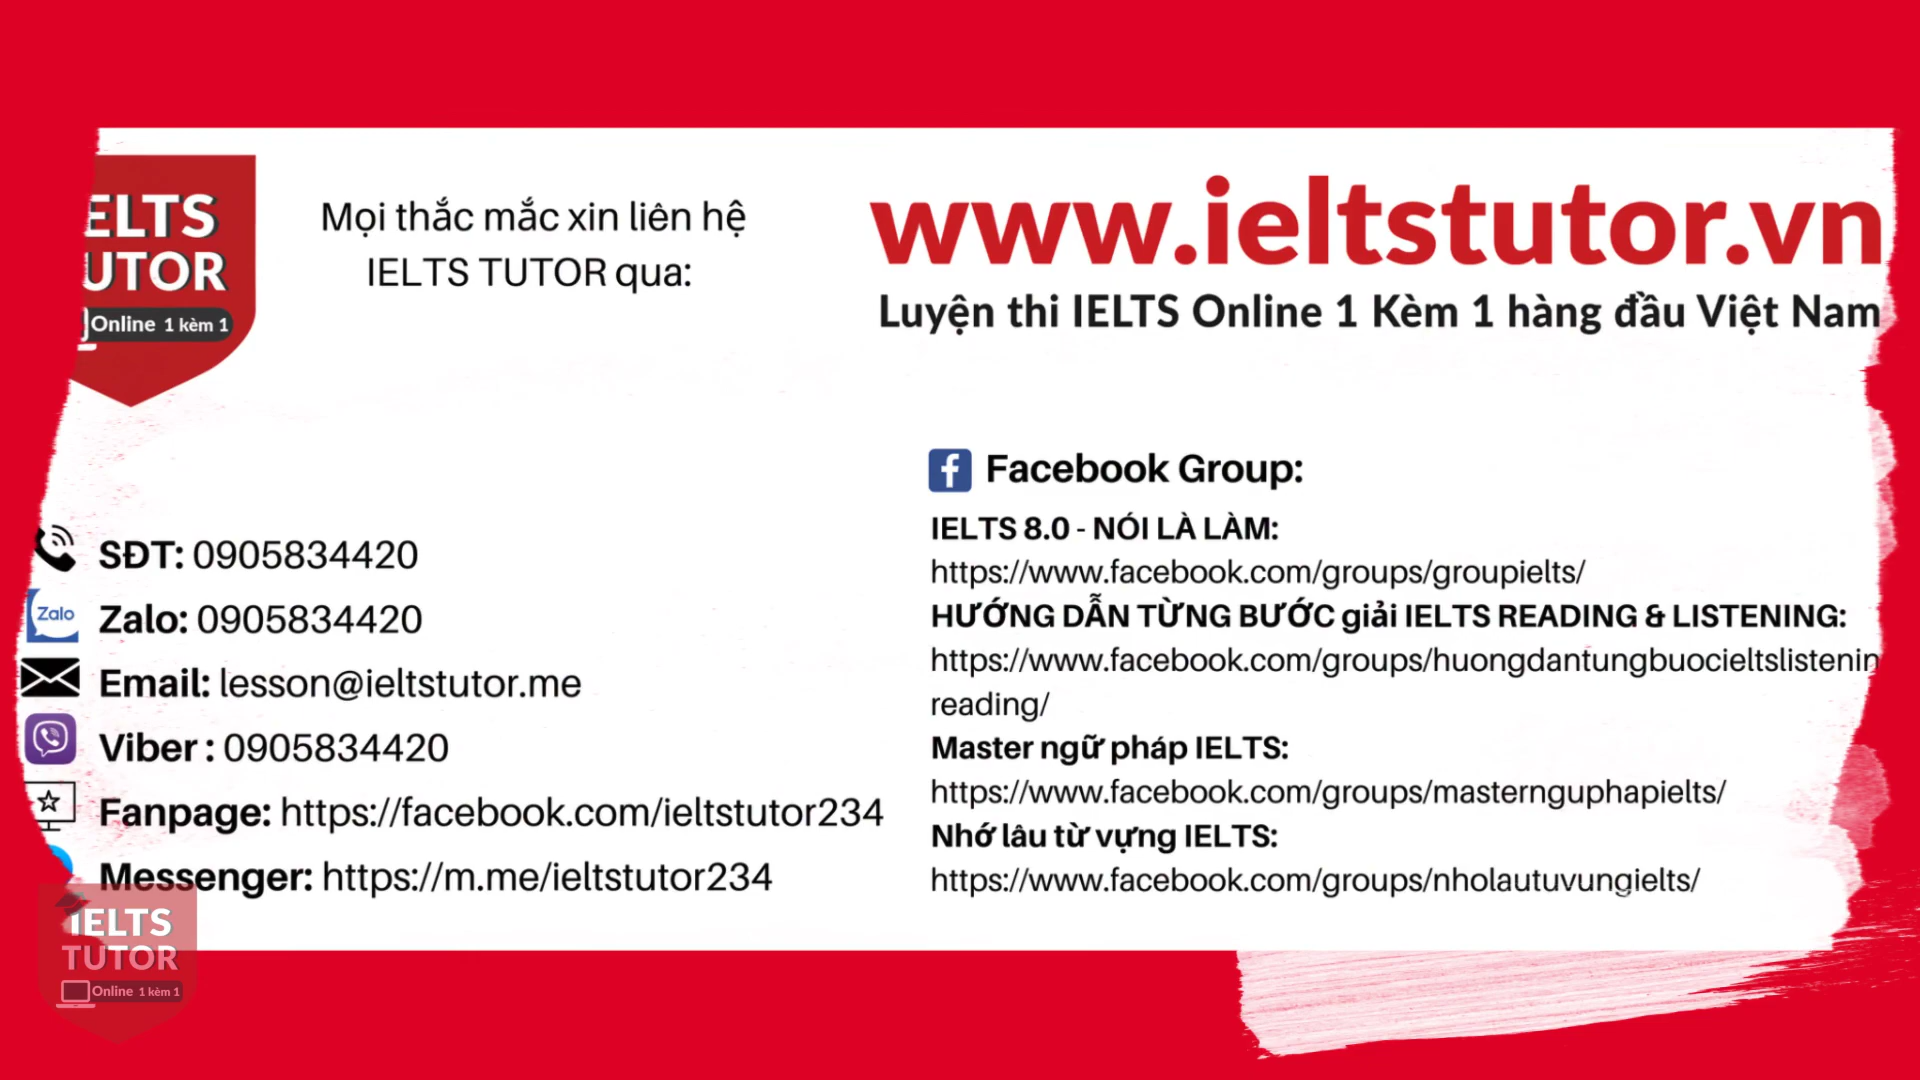 ELTS
UTOR
Online 1 kèm 1
Mọi thắc mắc xin liên hệ
IELTS TUTOR qua:
www.ieltstutor.vn
Luyện thi IELTS Online 1 Kèm 1 hàng đầu Việt Nam
SĐT: 0905834420
Zalo
Zalo: 0905834420
Email: lesson@ieltstutor.me
Viber : 0905834420
Fanpage: https://facebook.com/ieltstutor234
Messenger: https://m.me/ieltstutor234
Facebook Group:
IELTS 8.0 - NÓI LÀ LÀM:
https://www.facebook.com/groups/groupielts/
HƯỚNG DẪN TỪNG BƯỚC giải IELTS READING & LISTENING:
https://www.facebook.com/groups/huongdantungbuocieltslistenin
reading/
Master ngữ pháp IELTS:
https://www.facebook.com/groups/masternguphapielts/
Nhớ lâu từ vựng IELTS:
https://www.facebook.com/groups/nholautuvungielts/
IELTS
TUTOR
Online 1 kèm 1